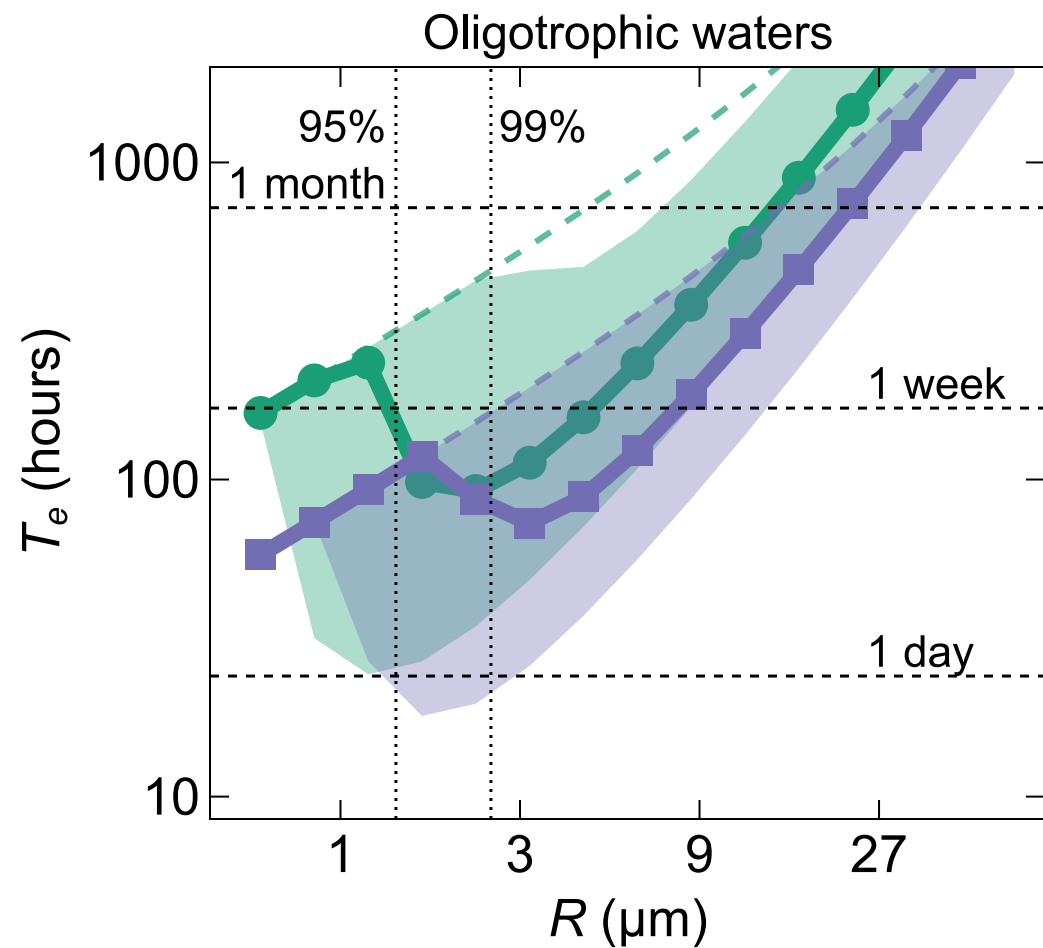 Oligotrophic waters
95%
99%
1000
1 month
1 week
100
1 day
10
Te (hours)
1
3
9
27
R (μm)